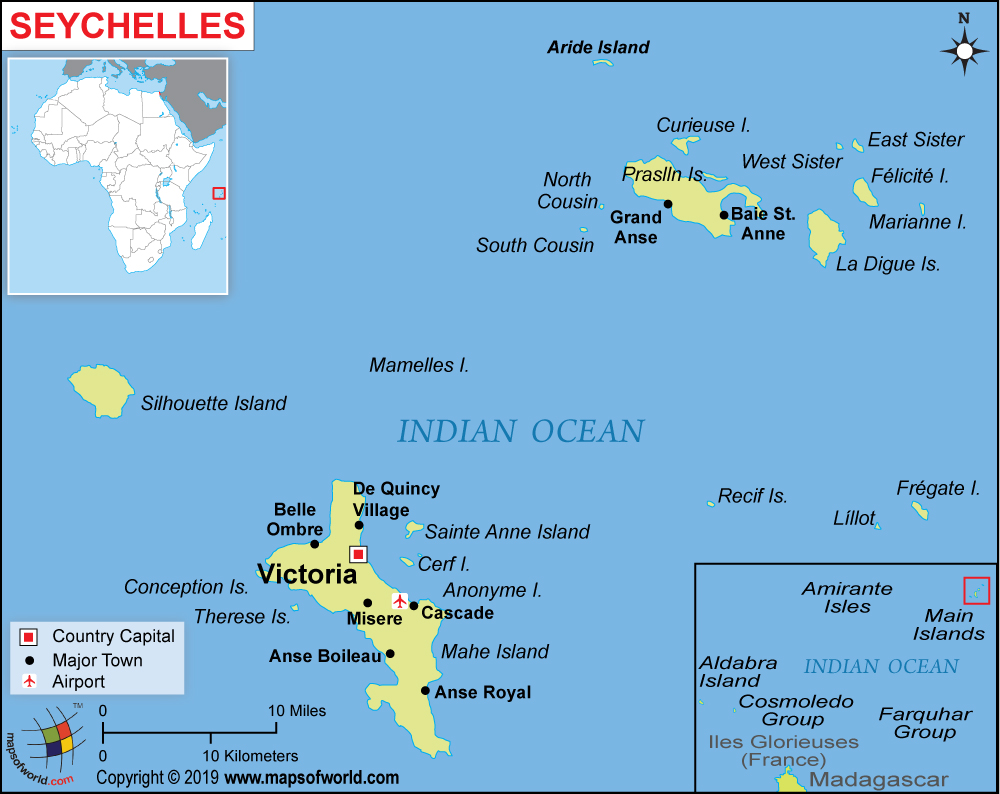 SEYCHELLES
N
Aride Island
Curieuse I.
East Sister
West Sister
Praslln Is.
Félicité I.
North
Cousin
Grand
Anse
Baie St.
Anne
Marianne I.
South Cousin
La Digue Is.
Mamelles I.
Silhouette Island
INDIAN OCEAN
De Quincy
Village
Belle
Ombre
Recif Is.
Frégate I.
Líllot
Sainte Anne Island
Cerf I.
Victoria
Conception Is.
Anonyme I.
Therese Is.
Misere
Cascade
Anse Boileau
Mahe Island
Anse Royal
Country Capital
Major Town
Airport
Amirante
Isles
Main
Islands
Aldabra
Island
INDIAN OCEAN
Cosmoledo
Group
Farquhar
Group
Iles Glorieuses
(France)
Madagascar
TM
mapsofworld.com
0
10 Miles
0
10 Kilometers
Copyright © 2019 www.mapsofworld.com